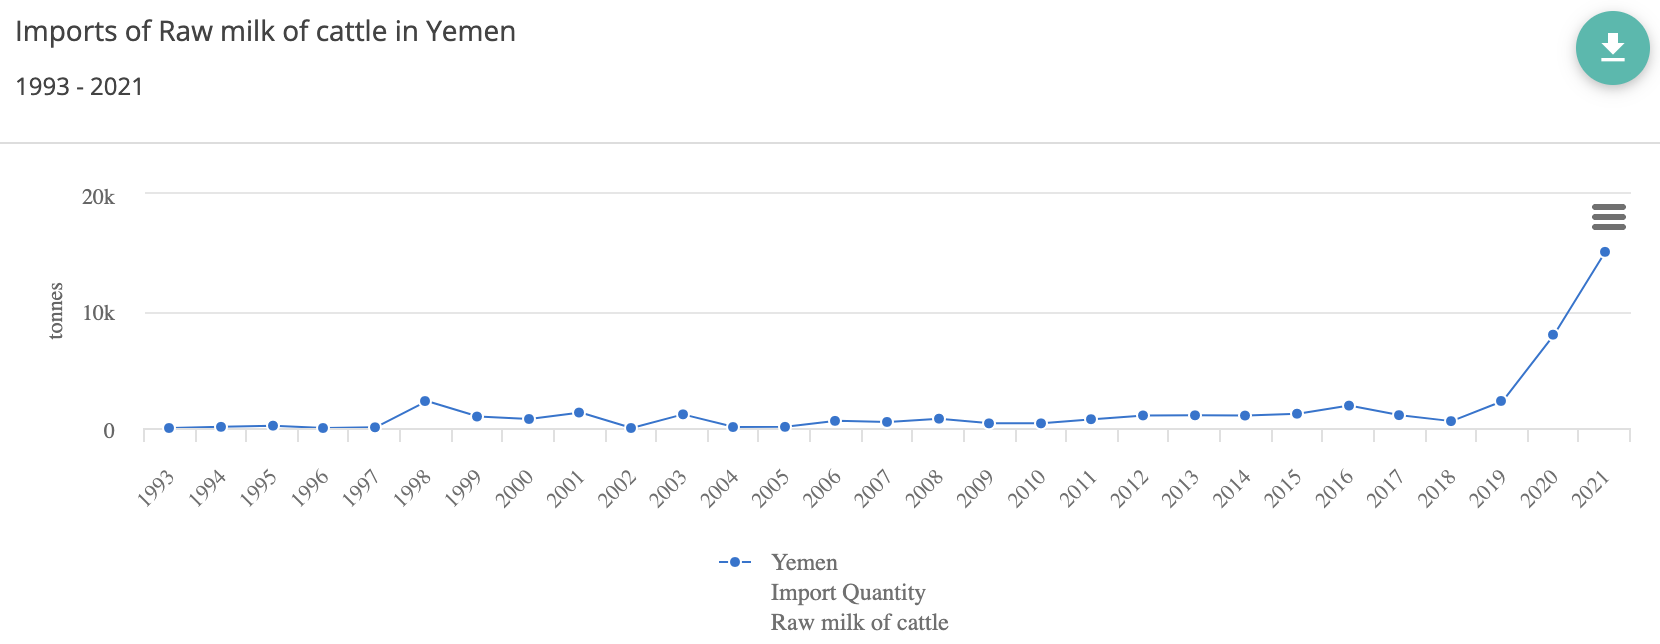 Imports of Raw milk of cattle in Yemen
1993 - 2021
20k
10k
0
tonnes
1993 1994 1995 1996 1997 1998 1999 2000 2001 2002 2003 2004 2005 2006 2007 2008 2009 2010 2011 2012 2013 2014 2015 2016 2017 2018 2019 2020 2021
Yemen
Import Quantity
Raw milk of cattle